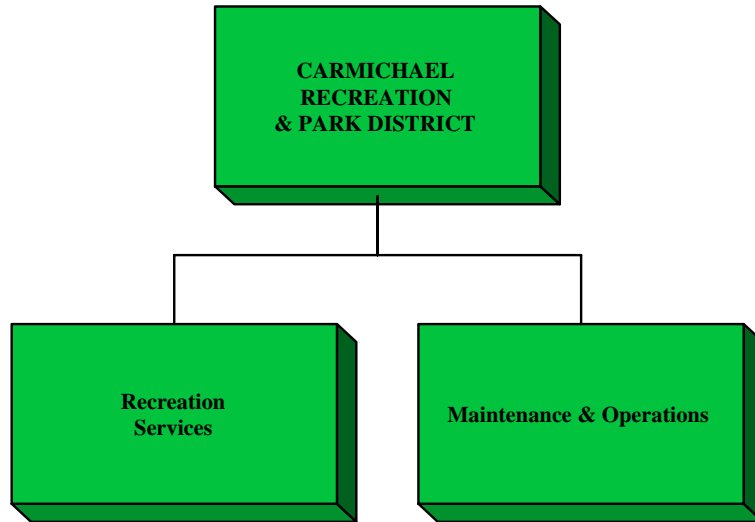 CARMICHAEL
RECREATION
& PARK DISTRICT
Recreation
Services
Maintenance & Operations